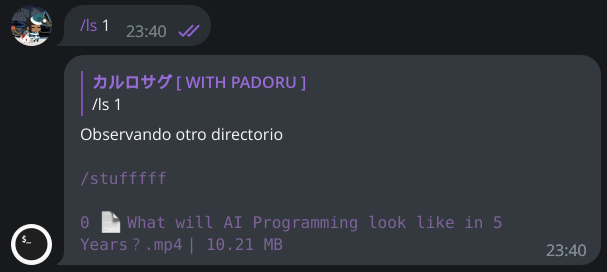 /ls 1 23:40
カルロサグ [ WITH PADORU ]
/ls 1
Observando otro directorio
/stufffff
0 📄 What will AI Programming look like in 5
Years？.mp4 | 10.21 MB
$_
23:40